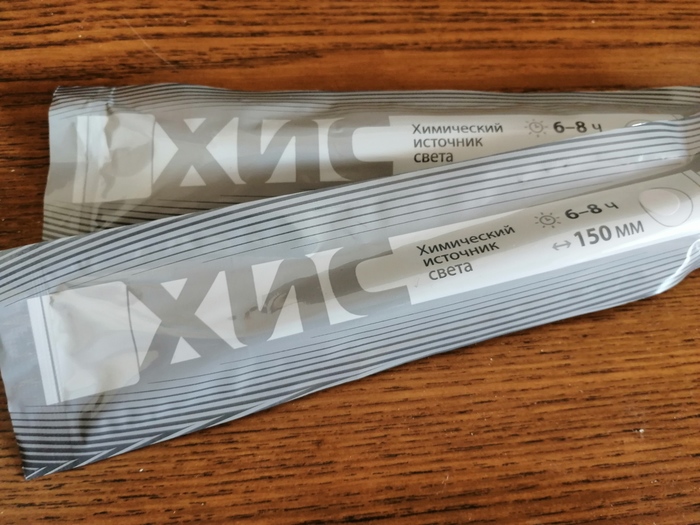 ХИС
Химический
источник
света
6–8 ч
ХИС
Химический
источник
света
6–8 ч
150 мм